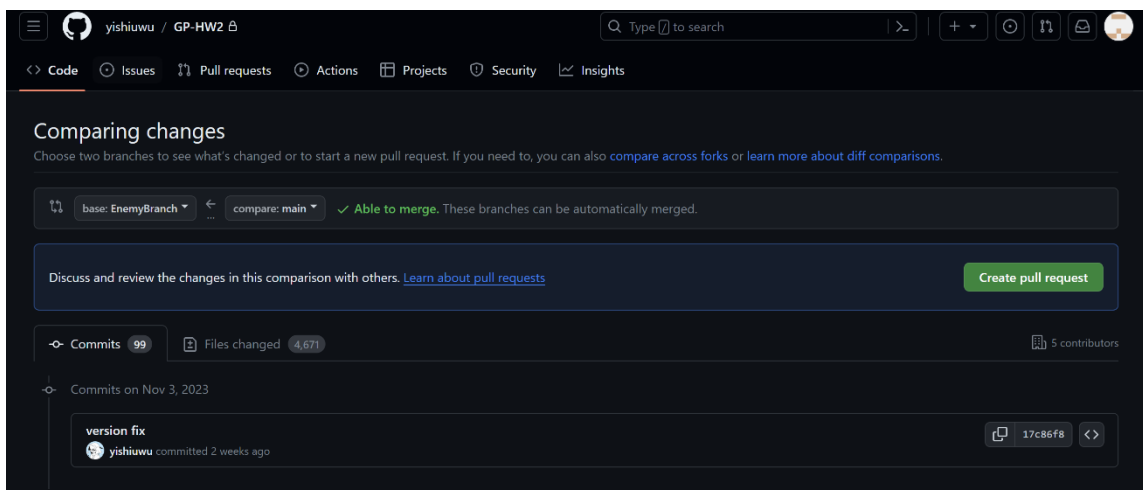 yishiuwu / GP-HW2
Type / to search
Code Issues Pull requests Actions Projects Security Insights
Comparing changes
Choose two branches to see what's changed or to start a new pull request. If you need to, you can also compare across forks or learn more about diff comparisons.
base: EnemyBranch ← ... compare: main ✓ Able to merge. These branches can be automatically merged.
Discuss and review the changes in this comparison with others. Learn about pull requests Create pull request
Commits 99 Files changed 4,671 5 contributors
Commits on Nov 3, 2023
version fix
yishiuwu committed 2 weeks ago 17c86f8 <>